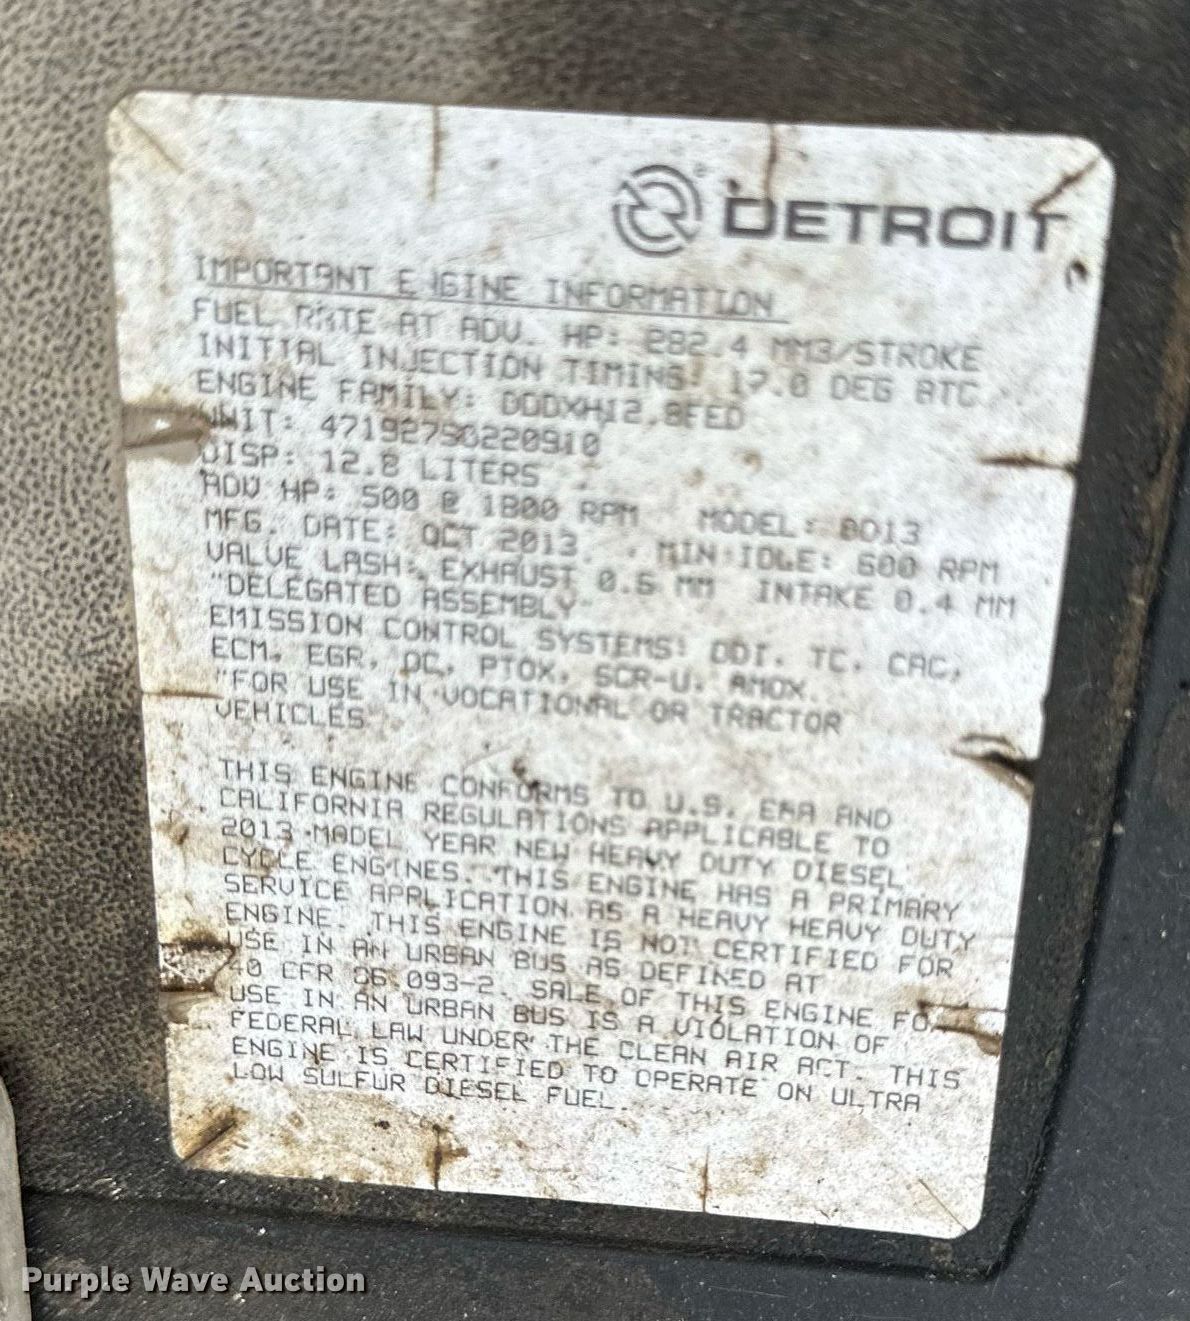 DETROIT
IMPORTANT ENGINE INFORMATION
FUEL RATE AT ADV. HP: 282.4 MM3/STROKE
INITIAL INJECTION TIMING: 17.0 DEG BTC
ENGINE FAMILY: DDDXH12.8FED
UNIT:
DISP: 12.8 LITERS
ADV HP: 500 @ 1800 RPM MODEL: 8013
MFG. DATE: OCT 2013 MIN IDLE: 600 RPM
VALVE LASH: EXHAUST 0.6 MM INTAKE 0.4 MM
"DELEGATED ASSEMBLY"
EMISSION CONTROL SYSTEMS: DDI, TC, CAC,
ECM, EGR, OC, PTOX, SCR-U, AMOX.
"FOR USE IN VOCATIONAL OR TRACTOR
VEHICLES"
THIS ENGINE CONFORMS TO U.S. EPA AND
CALIFORNIA REGULATIONS APPLICABLE TO
2013 MODEL YEAR NEW HEAVY DUTY DIESEL
CYCLE ENGINES. THIS ENGINE HAS A PRIMARY
SERVICE APPLICATION AS A HEAVY HEAVY DUTY
ENGINE. THIS ENGINE IS NOT CERTIFIED FOR
USE IN AN URBAN BUS AS DEFINED AT
40 CFR 86.093-2. SALE OF THIS ENGINE FOR
USE IN AN URBAN BUS IS A VIOLATION OF
FEDERAL LAW UNDER THE CLEAN AIR ACT. THIS
ENGINE IS CERTIFIED TO OPERATE ON ULTRA
LOW SULFUR DIESEL FUEL.
Purple Wave Auction